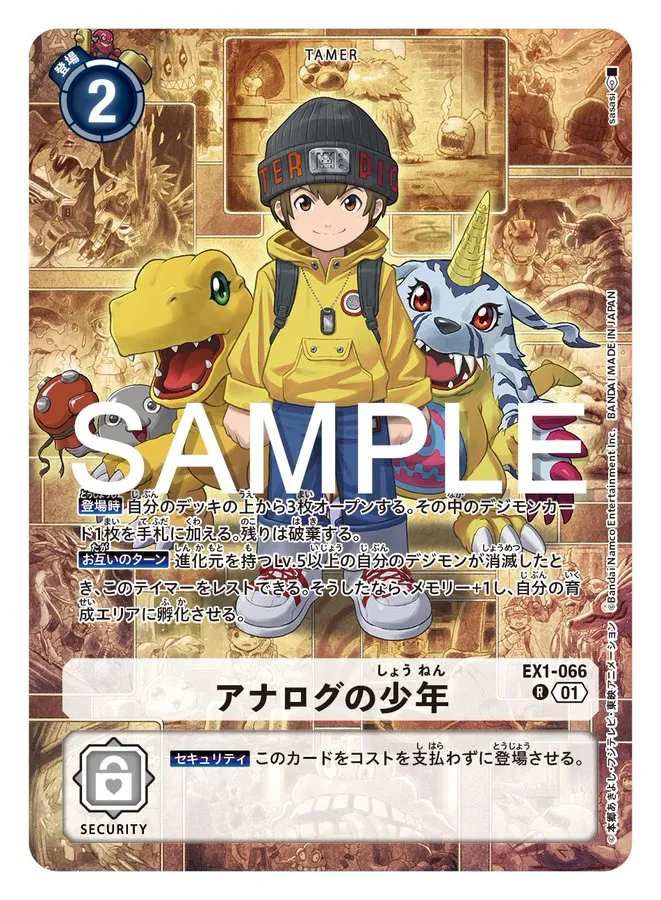 TAMER
登場
2
sasasi
TER
RIC
SAMPLE
登場時 自分のデッキの上から3枚オープンする。その中のデジモンカー
ド1枚を手札に加える。残りは破棄する。
お互いのターン 進化元を持つLv.5以上の自分のデジモンが消滅したと
き、このテイマーをレストできる。そうしたなら、メモリー+1し、自分の育
成エリアに孵化させる。
EX1-066
R 01
しょうねん
アナログの少年
セキュリティ このカードをコストを支払わずに登場させる。
SECURITY
©本郷あきよし・フジテレビ・東映アニメーション ©Bandai Namco Entertainment Inc. BANDAI MADE IN JAPAN